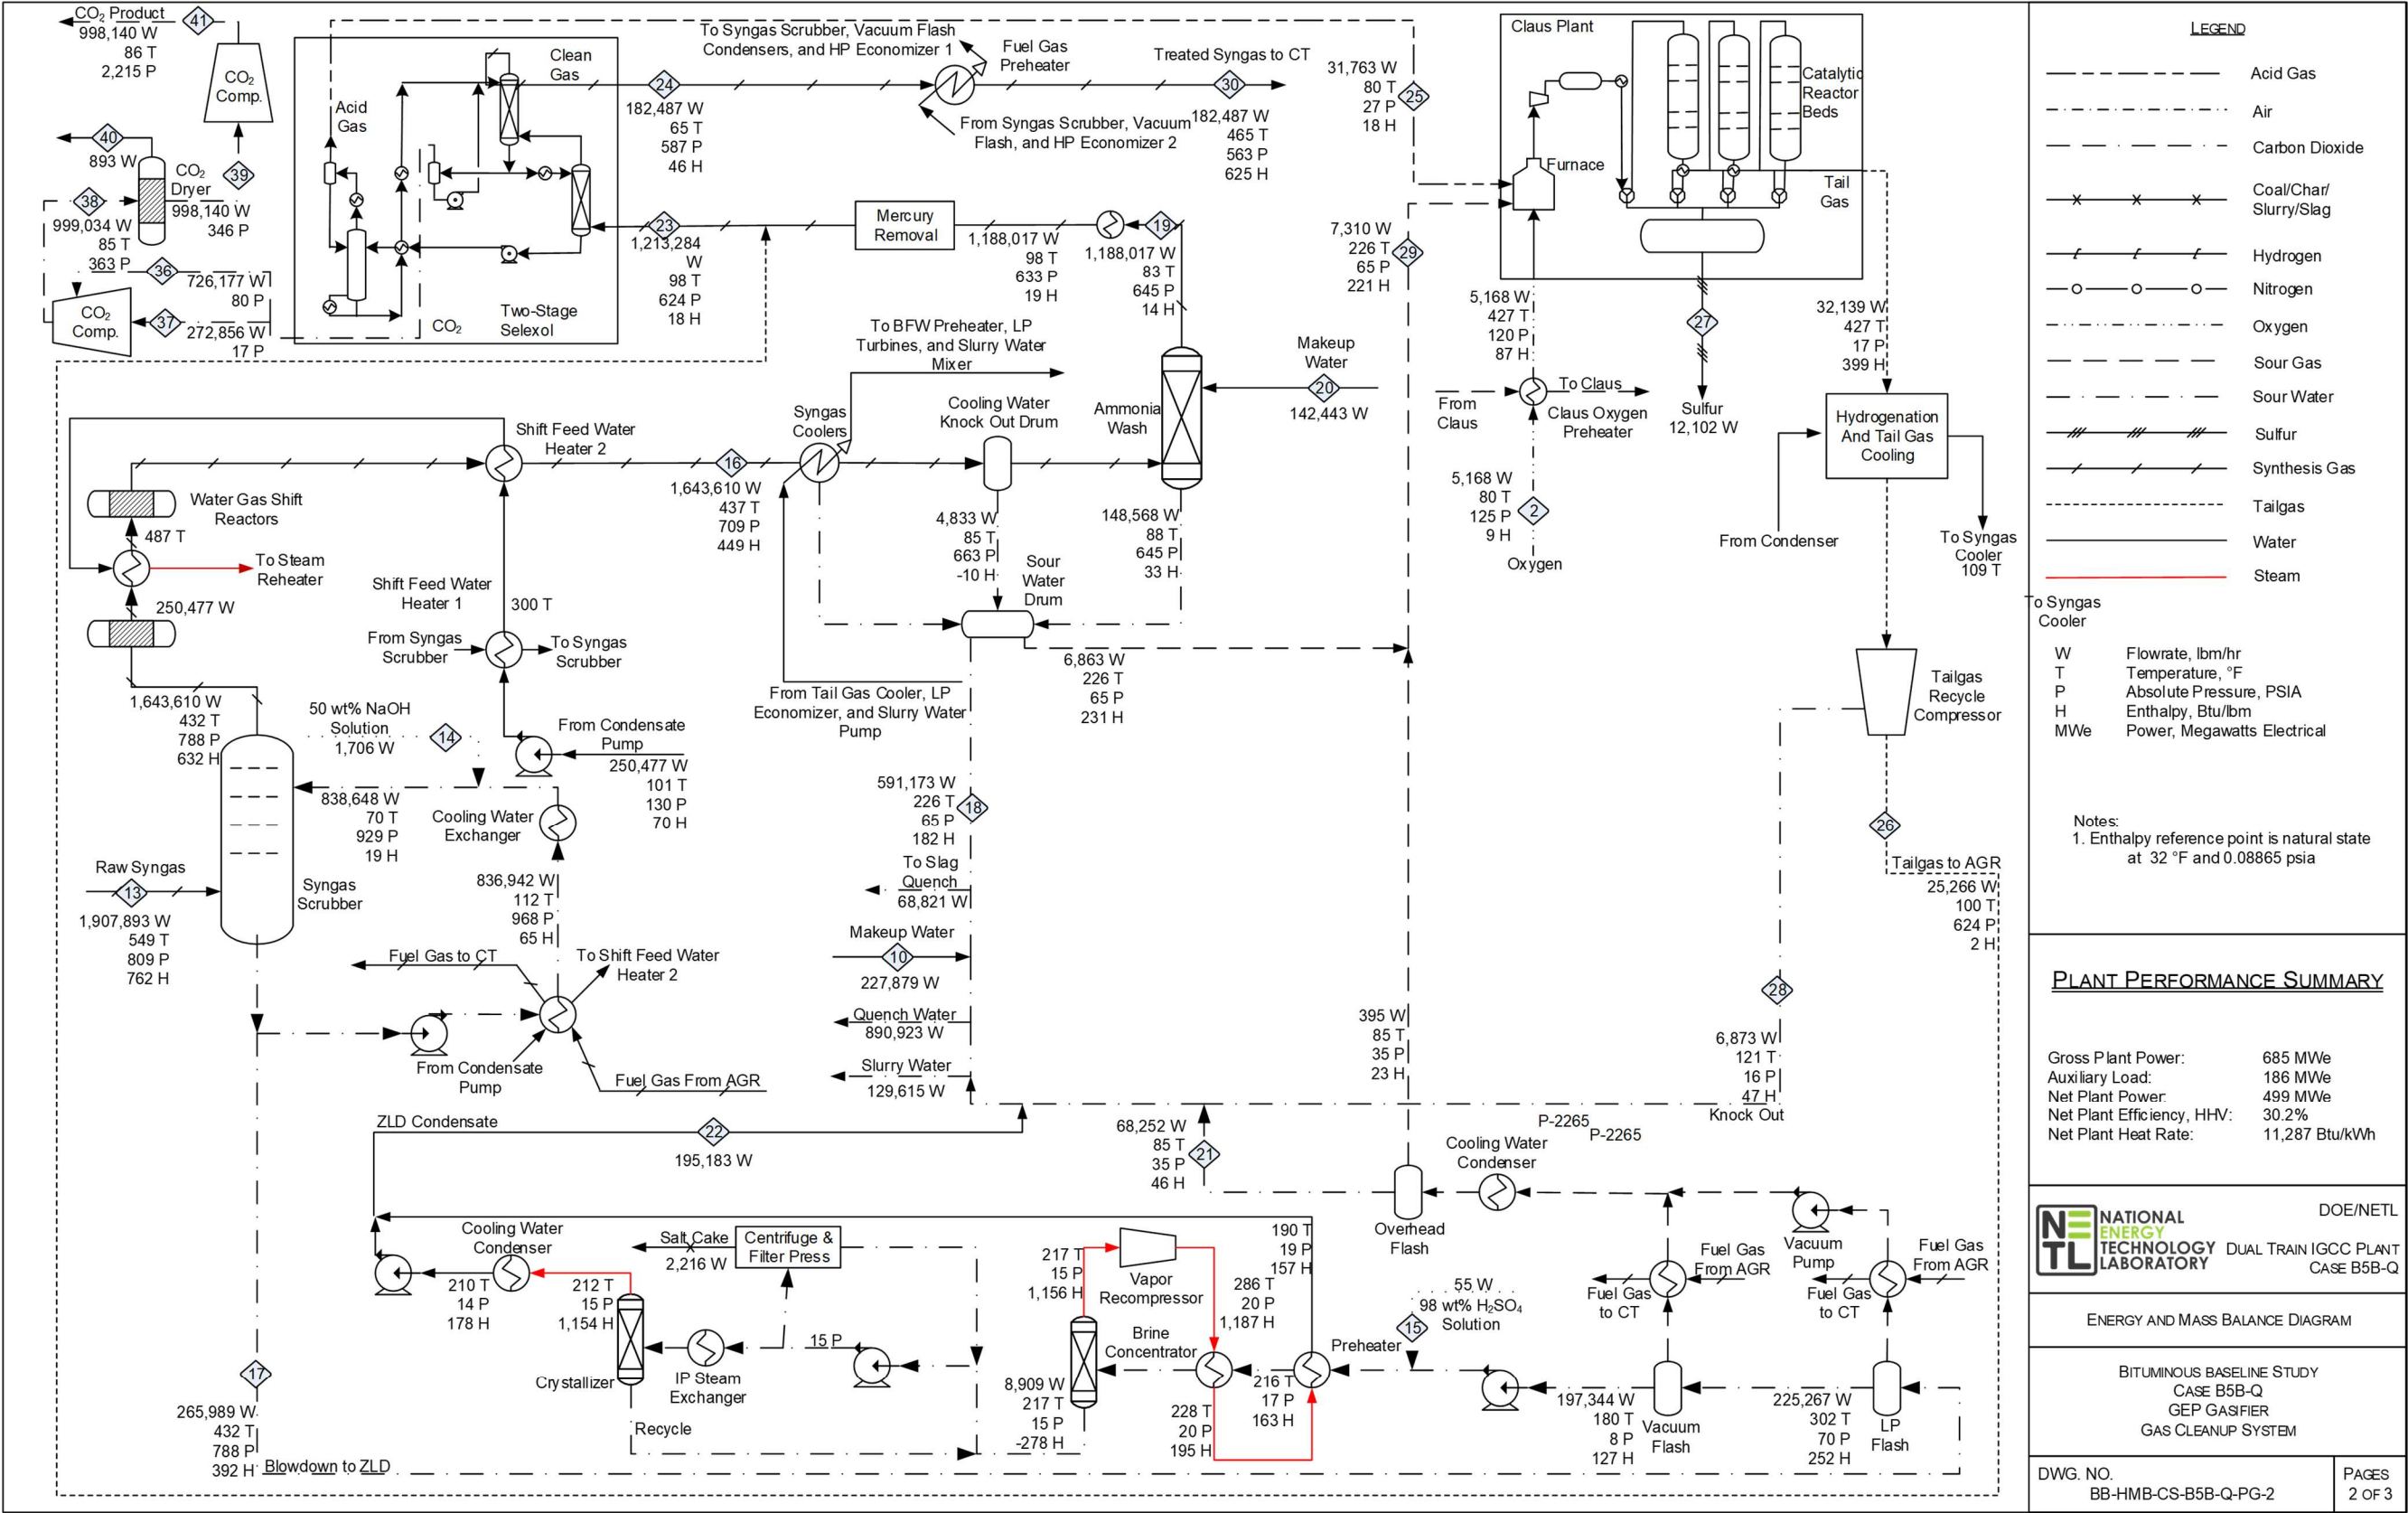 CO₂ Product
41
998,140 W
86 T
2,215 P
CO₂
Comp.
40
893 W
CO₂
Dryer
39
38
998,140 W
346 P
999,034 W
85 T
363 P
36
726,177 W
80 P
CO₂
Comp.
37
272,856 W
17 P
Acid
Gas
Clean
Gas
CO₂
Two-Stage
Selexol
To Syngas Scrubber, Vacuum Flash
Condensers, and HP Economizer 1
Fuel Gas
Preheater
24
182,487 W
65 T
587 P
46 H
From Syngas Scrubber, Vacuum
Flash, and HP Economizer 2
Treated Syngas to CT
30
182,487 W
465 T
563 P
625 H
23
1,213,284
W
98 T
624 P
18 H
Mercury
Removal
1,188,017 W
98 T
633 P
19 H
19
1,188,017 W
83 T
645 P
14 H
31,763 W
80 T
27 P
18 H
25
7,310 W
226 T
65 P
221 H
29
Claus Plant
Catalytic
Reactor
Beds
Furnace
Tail
Gas
5,168 W
427 T
120 P
87 H
27
Sulfur
12,102 W
32,139 W
427 T
17 P
399 H
From
Claus
To Claus
Claus Oxygen
Preheater
5,168 W
80 T
125 P
9 H
2
Oxygen
Hydrogenation
And Tail Gas
Cooling
From Condenser
To Syngas
Cooler
109 T
To BFW Preheater, LP
Turbines, and Slurry Water
Mixer
Syngas
Coolers
Cooling Water
Knock Out Drum
Ammonia
Wash
Makeup
Water
20
142,443 W
Shift Feed Water
Heater 2
16
1,643,610 W
437 T
709 P
449 H
4,833 W
85 T
663 P
-10 H
148,568 W
88 T
645 P
33 H
Sour
Water
Drum
6,863 W
226 T
65 P
231 H
From Tail Gas Cooler, LP
Economizer, and Slurry Water
Pump
Water Gas Shift
Reactors
487 T
To Steam
Reheater
250,477 W
Shift Feed Water
Heater 1
300 T
From Syngas
Scrubber
To Syngas
Scrubber
1,643,610 W
432 T
788 P
632 H
50 wt% NaOH
Solution
1,706 W
14
From Condensate
Pump
250,477 W
101 T
130 P
70 H
838,648 W
70 T
929 P
19 H
Cooling Water
Exchanger
Raw Syngas
13
1,907,893 W
549 T
809 P
762 H
Syngas
Scrubber
836,942 W
112 T
968 P
65 H
Fuel Gas to CT
To Shift Feed Water
Heater 2
From Condensate
Pump
Fuel Gas From AGR
591,173 W
226 T
65 P
182 H
18
To Slag
Quench
68,821 W
Makeup Water
10
227,879 W
Quench Water
890,923 W
Slurry Water
129,615 W
395 W
85 T
35 P
23 H
Tailgas
Recycle
Compressor
26
Tailgas to AGR
25,266 W
100 T
624 P
2 H
28
6,873 W
121 T
16 P
47 H
Knock Out
P-2265
P-2265
ZLD Condensate
22
195,183 W
68,252 W
85 T
35 P
46 H
21
Cooling Water
Condenser
Overhead
Flash
Vacuum
Pump
Fuel Gas
From AGR
Fuel Gas
to CT
Fuel Gas
From AGR
Fuel Gas
to CT
Cooling Water
Condenser
210 T
14 P
178 H
212 T
15 P
1,154 H
Salt Cake
2,216 W
Centrifuge &
Filter Press
Crystallizer
IP Steam
Exchanger
15 P
Recycle
217 T
15 P
1,156 H
Vapor
Recompressor
Brine
Concentrator
8,909 W
217 T
15 P
-278 H
286 T
20 P
1,187 H
190 T
19 P
157 H
228 T
20 P
195 H
216 T
17 P
163 H
55 W
98 wt% H₂SO₄
Solution
15
Preheater
197,344 W
180 T
8 P
127 H
Vacuum
Flash
225,267 W
302 T
70 P
252 H
LP
Flash
17
265,989 W
432 T
788 P
392 H
Blowdown to ZLD
LEGEND
Acid Gas
Air
Carbon Dioxide
Coal/Char/
Slurry/Slag
Hydrogen
Nitrogen
Oxygen
Sour Gas
Sour Water
Sulfur
Synthesis Gas
Tailgas
Water
Steam
To Syngas
Cooler
W Flowrate, lbm/hr
T Temperature, °F
P Absolute Pressure, PSIA
H Enthalpy, Btu/lbm
MWe Power, Megawatts Electrical
Notes:
1. Enthalpy reference point is natural state
at 32 °F and 0.08865 psia
PLANT PERFORMANCE SUMMARY
Gross Plant Power: 685 MWe
Auxiliary Load: 186 MWe
Net Plant Power: 499 MWe
Net Plant Efficiency, HHV: 30.2%
Net Plant Heat Rate: 11,287 Btu/kWh
NETL
NATIONAL
ENERGY
TECHNOLOGY
LABORATORY
DOE/NETL
DUAL TRAIN IGCC PLANT
CASE B5B-Q
ENERGY AND MASS BALANCE DIAGRAM
BITUMINOUS BASELINE STUDY
CASE B5B-Q
GEP GASIFIER
GAS CLEANUP SYSTEM
DWG. NO.
BB-HMB-CS-B5B-Q-PG-2
PAGES
2 OF 3